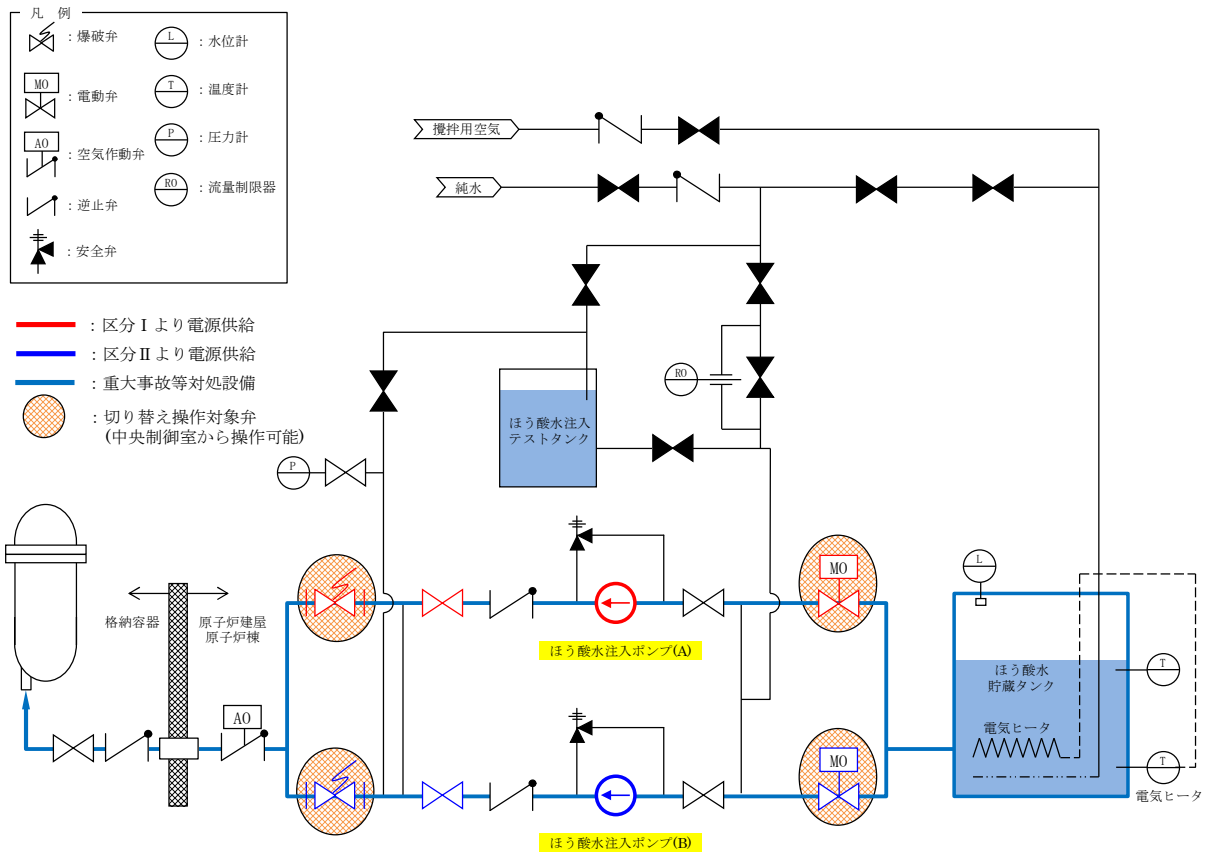 凡 例
：爆破弁
L
：水位計
MO
：電動弁
T
：温度計
AO
：空気作動弁
P
：圧力計
：逆止弁
RO
：流量制限器
：安全弁
：区分Ⅰより電源供給
：区分Ⅱより電源供給
：重大事故等対処設備
：切り替え操作対象弁
(中央制御室から操作可能)
攪拌用空気
純水
RO
ほう酸水注入
テストタンク
P
MO
L
格納容器
原子炉建屋
原子炉棟
ほう酸水注入ポンプ(A)
ほう酸水
貯蔵タンク
T
AO
電気ヒータ
MO
T
電気ヒータ
ほう酸水注入ポンプ(B)